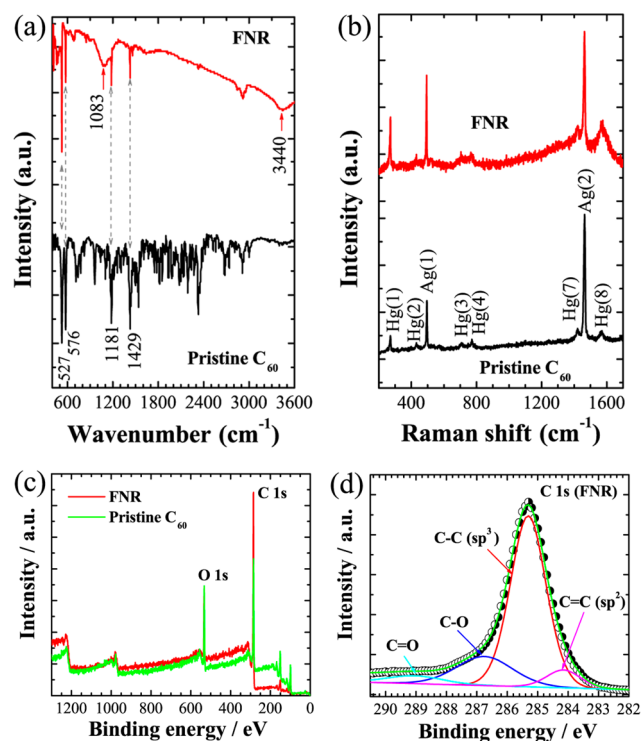 (a)
FNR
1083
3440
527
576
1181
1429
Pristine C₆₀
Intensity (a.u.)
600 1200 1800 2400 3000 3600
Wavenumber (cm⁻¹)
(b)
FNR
Hg(1)
Hg(2)
Ag(1)
Hg(3)
Hg(4)
Hg(7)
Ag(2)
Hg(8)
Pristine C₆₀
Intensity (a.u.)
400 800 1200 1600
Raman shift (cm⁻¹)
(c)
FNR
Pristine C₆₀
C 1s
O 1s
Intensity / a.u.
1200 1000 800 600 400 200 0
Binding energy / eV
(d)
C 1s (FNR)
C-C (sp³)
C=C (sp²)
C-O
C=O
Intensity / a.u.
290 289 288 287 286 285 284 283 282
Binding energy / eV